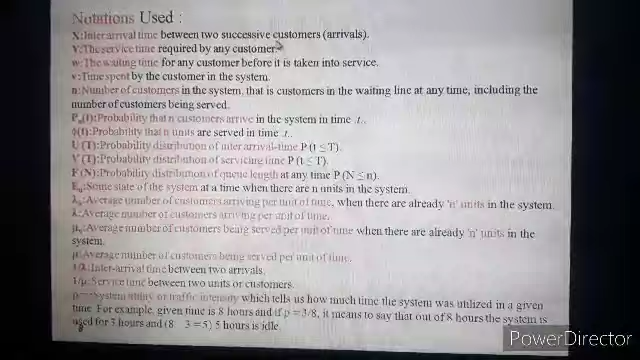 Notations Used :
X:Inter arrival time between two successive customers (arrivals).
Y:The service time required by any customer.
w:The waiting time for any customer before it is taken into service.
v:Time spent by the customer in the system.
n:Number of customers in the system, that is customers in the waiting line at any time, including the
number of customers being served.
Pₙ(t):Probability that n customers arrive in the system in time t.
ϕ(t):Probability that n units are served in time t.
U (T):Probability distribution of inter arrival-time P (t ≤ T).
V (T):Probability distribution of servicing time P (t ≤ T).
F (N):Probability distribution of queue length at any time P (N ≤ n).
Eₙ:Some state of the system at a time when there are n units in the system.
λₙ:Average number of customers arriving per unit of time, when there are already 'n' units in the system.
λ:Average number of customers arriving per unit of time.
μₙ:Average number of customers being served per unit of time when there are already 'n' units in the
system.
μ:Average number of customers being served per unit of time.
1/λ:Inter-arrival time between two arrivals.
1/μ:Service time between two units or customers.
System utility or traffic intensity which tells us how much time the system was utilized in a given
time. For example, given time is 8 hours and if ρ = 3/8, it means to say that out of 8 hours the system is
used for 3 hours and (8 3 = 5) 5 hours is idle.
PowerDirector